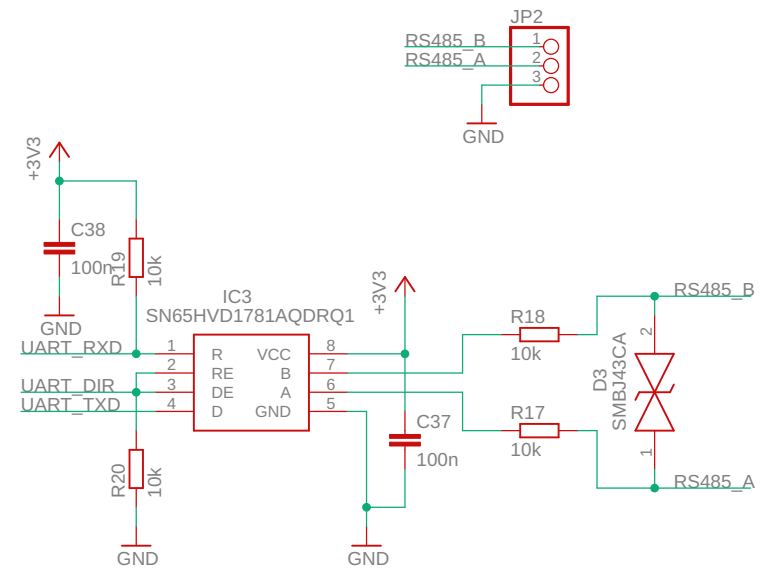 JP2
RS485_B 1
RS485_A 2
3
GND
+3V3
C38
100n
R19
10k
GND
IC3
SN65HVD1781AQDRQ1
+3V3
UART_RXD 1 R VCC 8
2 RE B 7
UART_DIR 3 DE A 6
UART_TXD 4 D GND 5
R18
10k
R17
10k
C37
100n
RS485_B
2
D3
SMBJ43CA
1
RS485_A
R20
10k
GND
GND